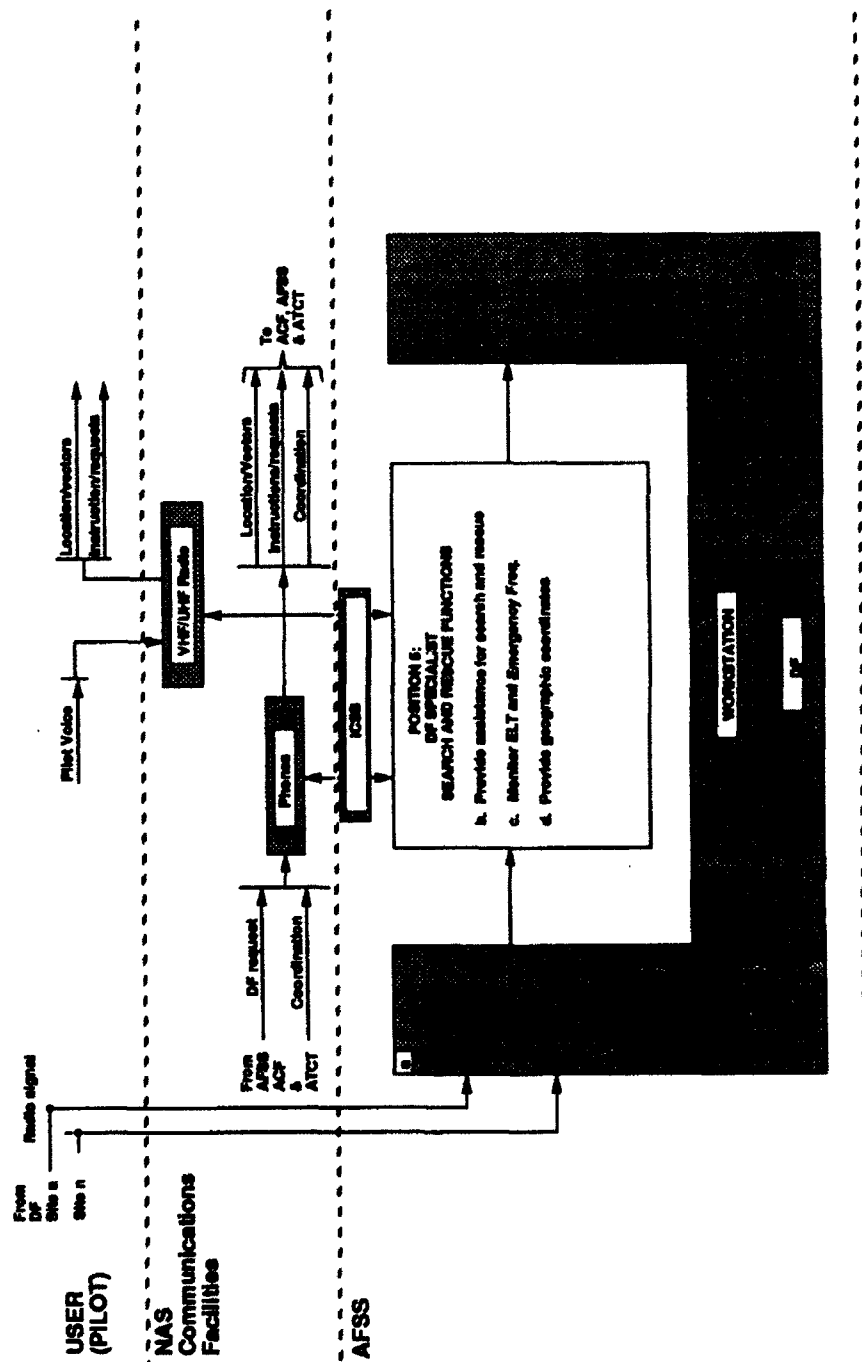 From
DF
Site a
Site n
Radio signal
Pilot Voice
Location/vectors
Instruction/requests
USER
(PILOT)
NAS
Communications
Facilities
VHF/UHF Radio
From
AFSS
ACF
&
ATCT
DF request
Coordination
Phones
Location/Vectors
Instructions/requests
Coordination
To
ACF, AFSS
& ATCT
AFSS
ICSS
a
POSITION 5:
DF SPECIALIST
SEARCH AND RESCUE FUNCTIONS
b. Provide assistance for search and rescue
c. Monitor ELT and Emergency Freq.
d. Provide geographic coordinates
WORKSTATION
DF